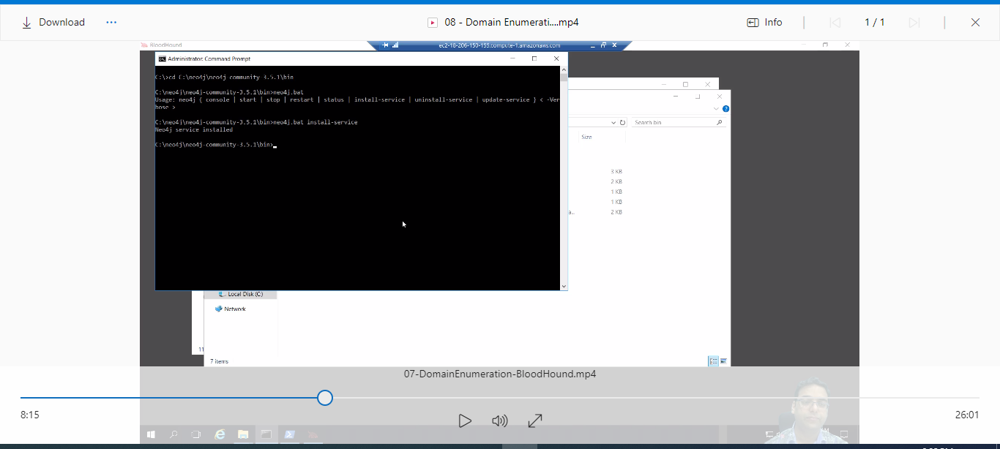 Download
08 - Domain Enumerati....mp4
Info
1 / 1
BloodHound
ec2-18-206-150-155.compute-1.amazonaws.com
Administrator: Command Prompt
C:\>cd C:\neo4j\neo4j-community-3.5.1\bin
C:\neo4j\neo4j-community-3.5.1\bin>neo4j.bat
Usage: neo4j { console | start | stop | restart | status | install-service | uninstall-service | update-service } < -Ver
bose >
C:\neo4j\neo4j-community-3.5.1\bin>neo4j.bat install-service
Neo4j service installed
C:\neo4j\neo4j-community-3.5.1\bin>
Search bin
Size
3 KB
2 KB
1 KB
1 KB
a... 2 KB
Local Disk (C:)
Network
11
7 items
07-DomainEnumeration-BloodHound.mp4
8:15
26:01